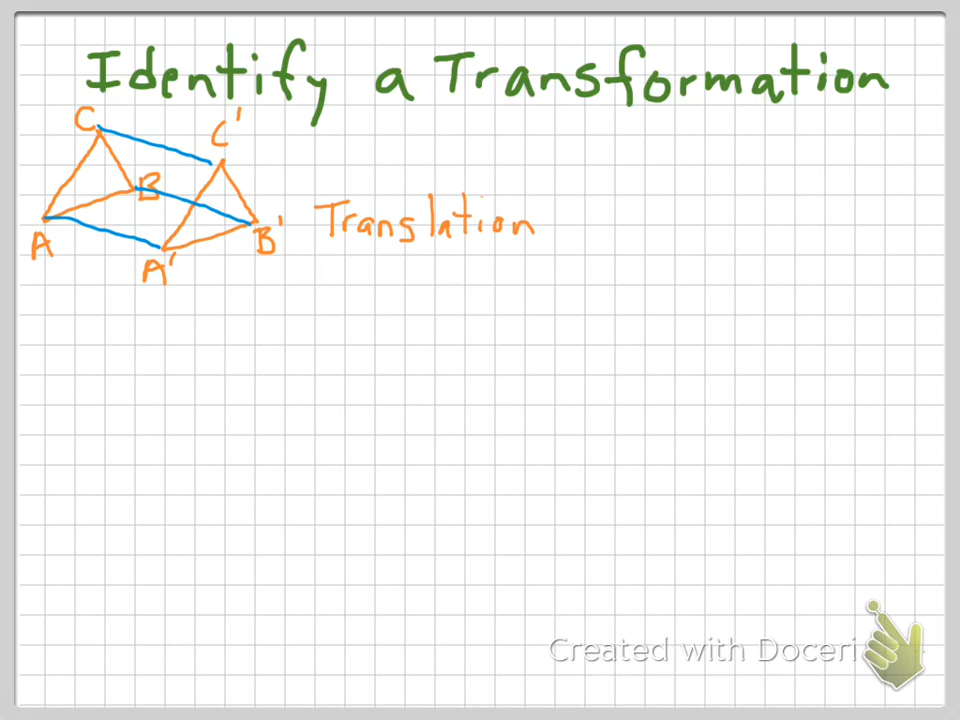 Identify a Transformation
C
C'
B
A
B'
A'
Translation
Created with Doceri